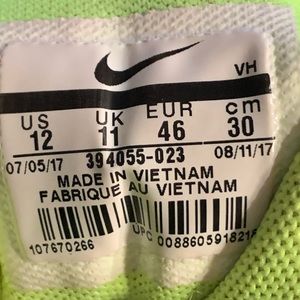 VH
US UK EUR cm
12 11 46 30
07/05/17 394055-023 08/11/17
MADE IN VIETNAM
FABRIQUE AU VIETNAM
107670266 UPC 0088605918218